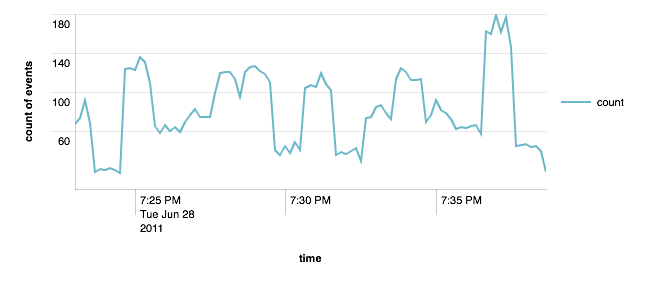 180
140
100
60
count of events
count
7:25 PM
Tue Jun 28
2011
7:30 PM
7:35 PM
time